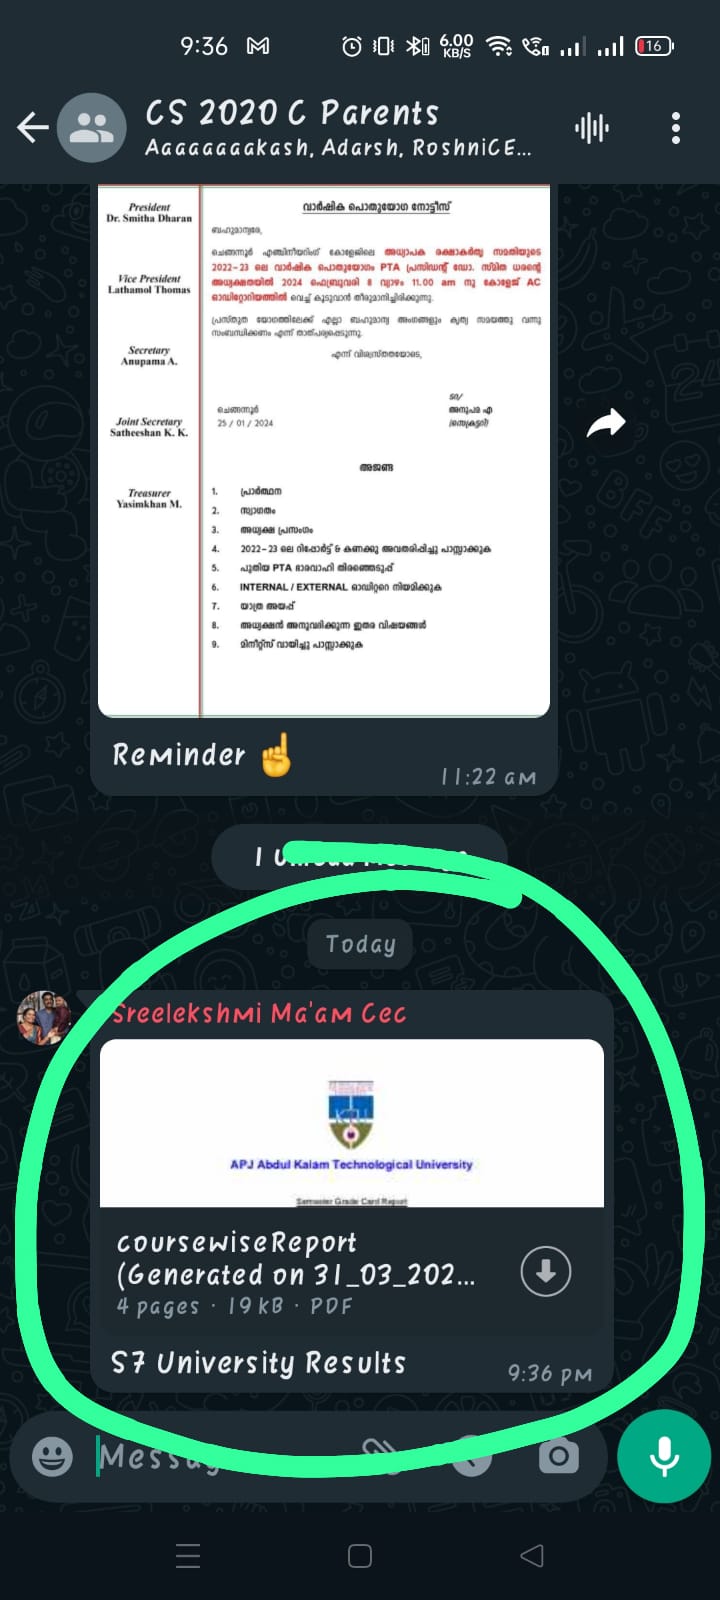 9:36
6.00
KB/S
16
CS 2020 C Parents
Aaaaaaaakash, Adarsh, RoshniCE...
President
Dr. Smitha Dharan
Vice President
Lathamol Thomas
Secretary
Anupama A.
Joint Secretary
Satheeshan K. K.
Treasurer
Yasimkhan M.
വാർഷിക പൊതുയോഗ നോട്ടീസ്
ബഹുമാന്യരേ,
ചെങ്ങന്നൂർ എഞ്ചിനീയറിംഗ് കോളേജിലെ അധ്യാപക രക്ഷാകർതൃ സമതിയുടെ
2022-23 ലെ വാർഷിക പൊതുയോഗം PTA പ്രസിഡന്റ് ഡോ. സ്മിത ധരന്റെ
അധ്യക്ഷതയിൽ 2024 ഫെബ്രുവരി 8 വ്യാഴം 11.00 am നു കോളേജ് AC
ഓഡിറ്റോറിയത്തിൽ വെച്ച് കൂടുവാൻ തീരുമാനിച്ചിരിക്കുന്നു.
പ്രസ്തുത യോഗത്തിലേക്ക് എല്ലാ ബഹുമാന്യ അംഗങ്ങളും കൃത്യ സമയത്തു വന്നു
സംബന്ധിക്കണം എന്ന് താത്പര്യപ്പെടുന്നു.
എന്ന് വിശ്വസ്തതയോടെ,
ചെങ്ങന്നൂർ
25 / 01 / 2024
ഒപ്പ്/
അനുപമ എ
(സെക്രട്ടറി)
അജണ്ട
1. പ്രാർത്ഥന
2. സ്വാഗതം
3. അധ്യക്ഷ പ്രസംഗം
4. 2022-23 ലെ റിപ്പോർട്ട് & കണക്കു അവതരിപ്പിച്ചു പാസ്സാക്കുക
5. പുതിയ PTA ഭാരവാഹി തിരഞ്ഞെടുപ്പ്
6. INTERNAL / EXTERNAL ഓഡിറ്ററെ നിയമിക്കുക
7. യാത്ര അയപ്പ്
8. അധ്യക്ഷൻ അനുവദിക്കുന്ന ഇതര വിഷയങ്ങൾ
9. മിനീറ്റ്സ് വായിച്ചു പാസ്സാക്കുക
Reminder ☝
11:22 am
Today
Sreelekshmi Ma'am Cec
APJ Abdul Kalam Technological University
Semester Grade Card Report
coursewiseReport
(Generated on 31_03_202...
4 pages · 19 kB · PDF
S7 University Results
9:36 pm